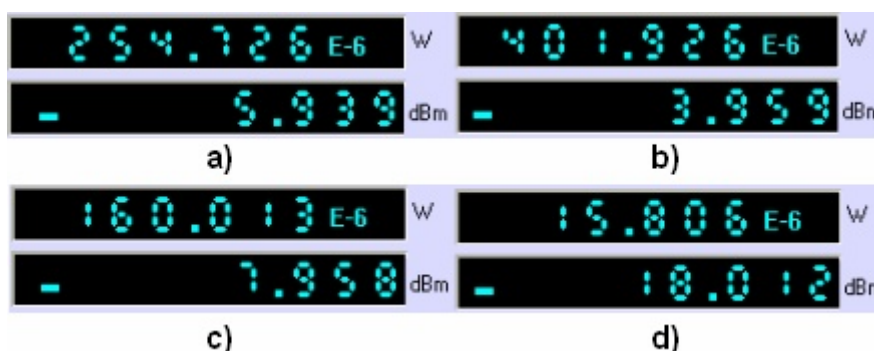 254.726 E-6 W
- 5.939 dBm
a)
401.926 E-6 W
- 3.959 dBm
b)
160.013 E-6 W
- 7.958 dBm
c)
15.806 E-6 W
- 18.012 dBm
d)